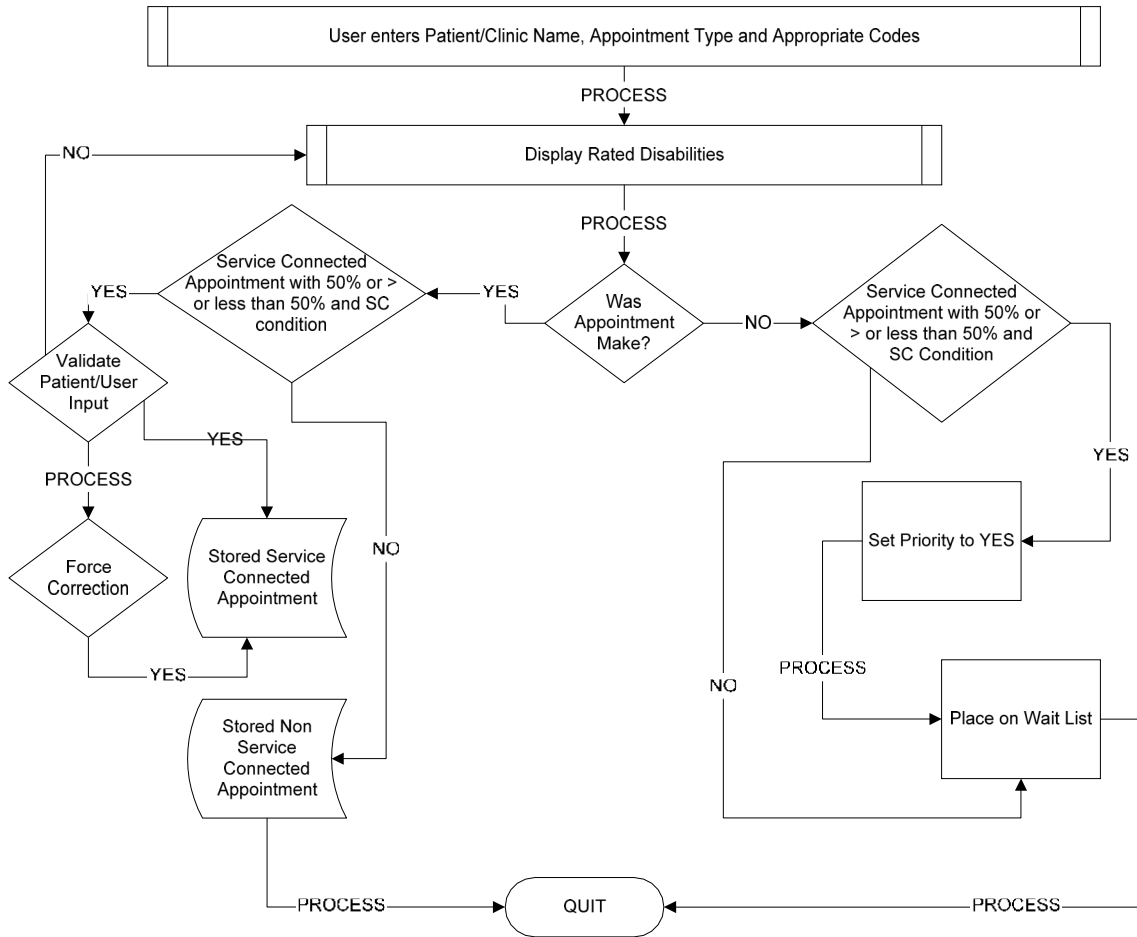 User enters Patient/Clinic Name, Appointment Type and Appropriate Codes
PROCESS
NO
Display Rated Disabilities
PROCESS
Service Connected
Appointment with 50% or >
or less than 50% and SC
condition
YES
YES
Was
Appointment
Make?
NO
Service Connected
Appointment with 50% or
> or less than 50% and
SC Condition
Validate
Patient/User
Input
YES
YES
PROCESS
NO
Set Priority to YES
Force
Correction
Stored Service
Connected
Appointment
YES
PROCESS
NO
Place on Wait List
Stored Non
Service
Connected
Appointment
PROCESS
QUIT
PROCESS